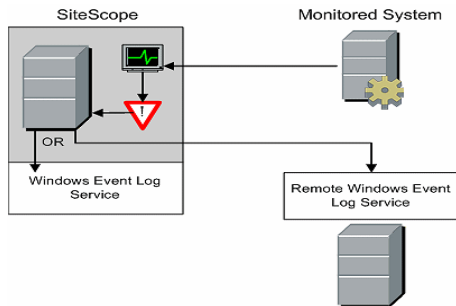 SiteScope
Monitored System
!
OR
Windows Event Log
Service
Remote Windows Event
Log Service